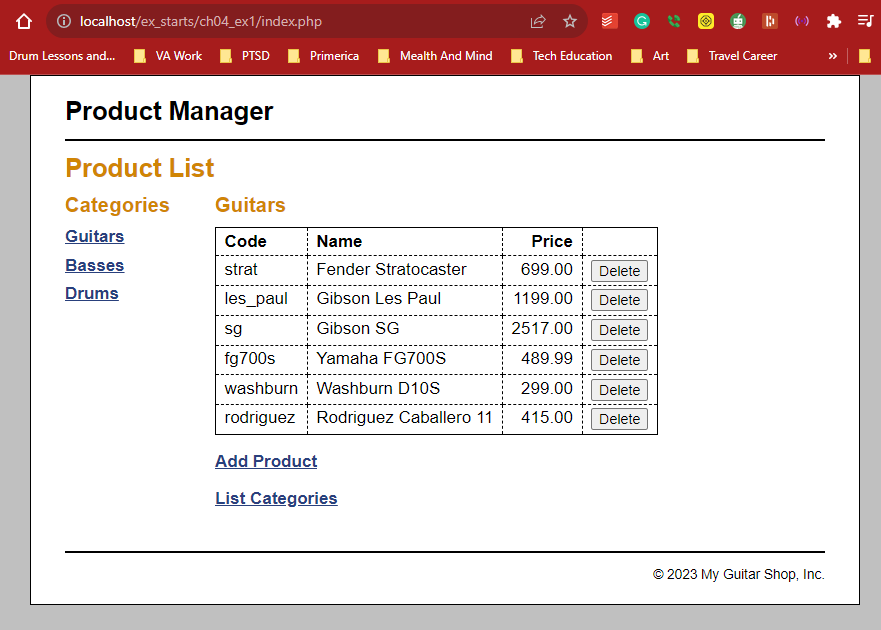 localhost/ex_starts/ch04_ex1/index.php
Drum Lessons and... VA Work PTSD Primerica Mealth And Mind Tech Education Art Travel Career »
Product Manager
Product List
Categories
Guitars
Basses
Drums
Guitars
Code Name Price
strat Fender Stratocaster 699.00 Delete
les_paul Gibson Les Paul 1199.00 Delete
sg Gibson SG 2517.00 Delete
fg700s Yamaha FG700S 489.99 Delete
washburn Washburn D10S 299.00 Delete
rodriguez Rodriguez Caballero 11 415.00 Delete
Add Product
List Categories
© 2023 My Guitar Shop, Inc.